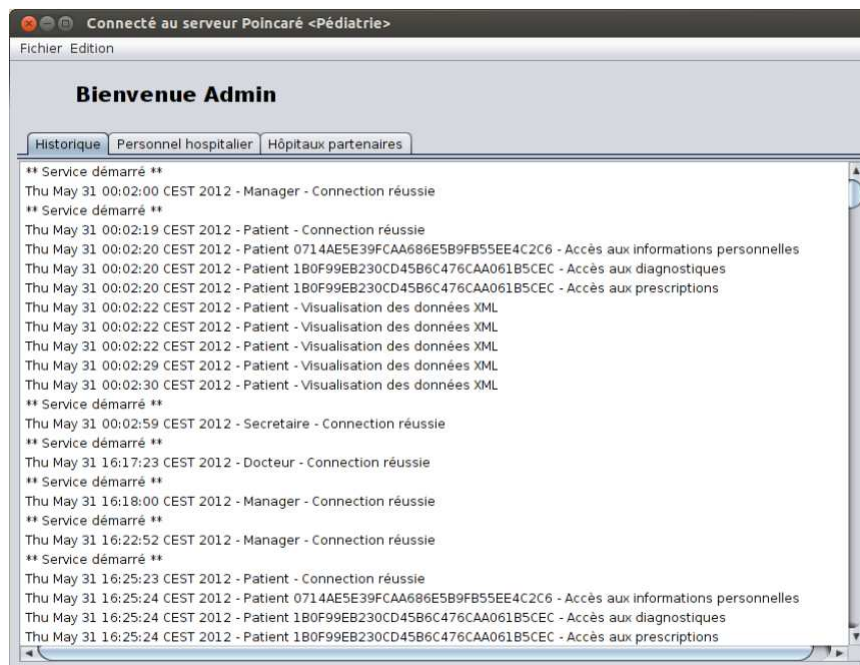 Connecté au serveur Poincaré <Pédiatrie>
Fichier Edition
Bienvenue Admin
Historique Personnel hospitalier Hôpitaux partenaires
** Service démarré **
Thu May 31 00:02:00 CEST 2012 - Manager - Connection réussie
** Service démarré **
Thu May 31 00:02:19 CEST 2012 - Patient - Connection réussie
Thu May 31 00:02:20 CEST 2012 - Patient 0714AE5E39FCAA686E5B9FB55EE4C2C6 - Accès aux informations personnelles
Thu May 31 00:02:20 CEST 2012 - Patient 1B0F99EB230CD45B6C476CAA061B5CEC - Accès aux diagnostiques
Thu May 31 00:02:20 CEST 2012 - Patient 1B0F99EB230CD45B6C476CAA061B5CEC - Accès aux prescriptions
Thu May 31 00:02:22 CEST 2012 - Patient - Visualisation des données XML
Thu May 31 00:02:22 CEST 2012 - Patient - Visualisation des données XML
Thu May 31 00:02:22 CEST 2012 - Patient - Visualisation des données XML
Thu May 31 00:02:29 CEST 2012 - Patient - Visualisation des données XML
Thu May 31 00:02:30 CEST 2012 - Patient - Visualisation des données XML
** Service démarré **
Thu May 31 00:02:59 CEST 2012 - Secretaire - Connection réussie
** Service démarré **
Thu May 31 16:17:23 CEST 2012 - Docteur - Connection réussie
** Service démarré **
Thu May 31 16:18:00 CEST 2012 - Manager - Connection réussie
** Service démarré **
Thu May 31 16:22:52 CEST 2012 - Manager - Connection réussie
** Service démarré **
Thu May 31 16:25:23 CEST 2012 - Patient - Connection réussie
Thu May 31 16:25:24 CEST 2012 - Patient 0714AE5E39FCAA686E5B9FB55EE4C2C6 - Accès aux informations personnelles
Thu May 31 16:25:24 CEST 2012 - Patient 1B0F99EB230CD45B6C476CAA061B5CEC - Accès aux diagnostiques
Thu May 31 16:25:24 CEST 2012 - Patient 1B0F99EB230CD45B6C476CAA061B5CEC - Accès aux prescriptions